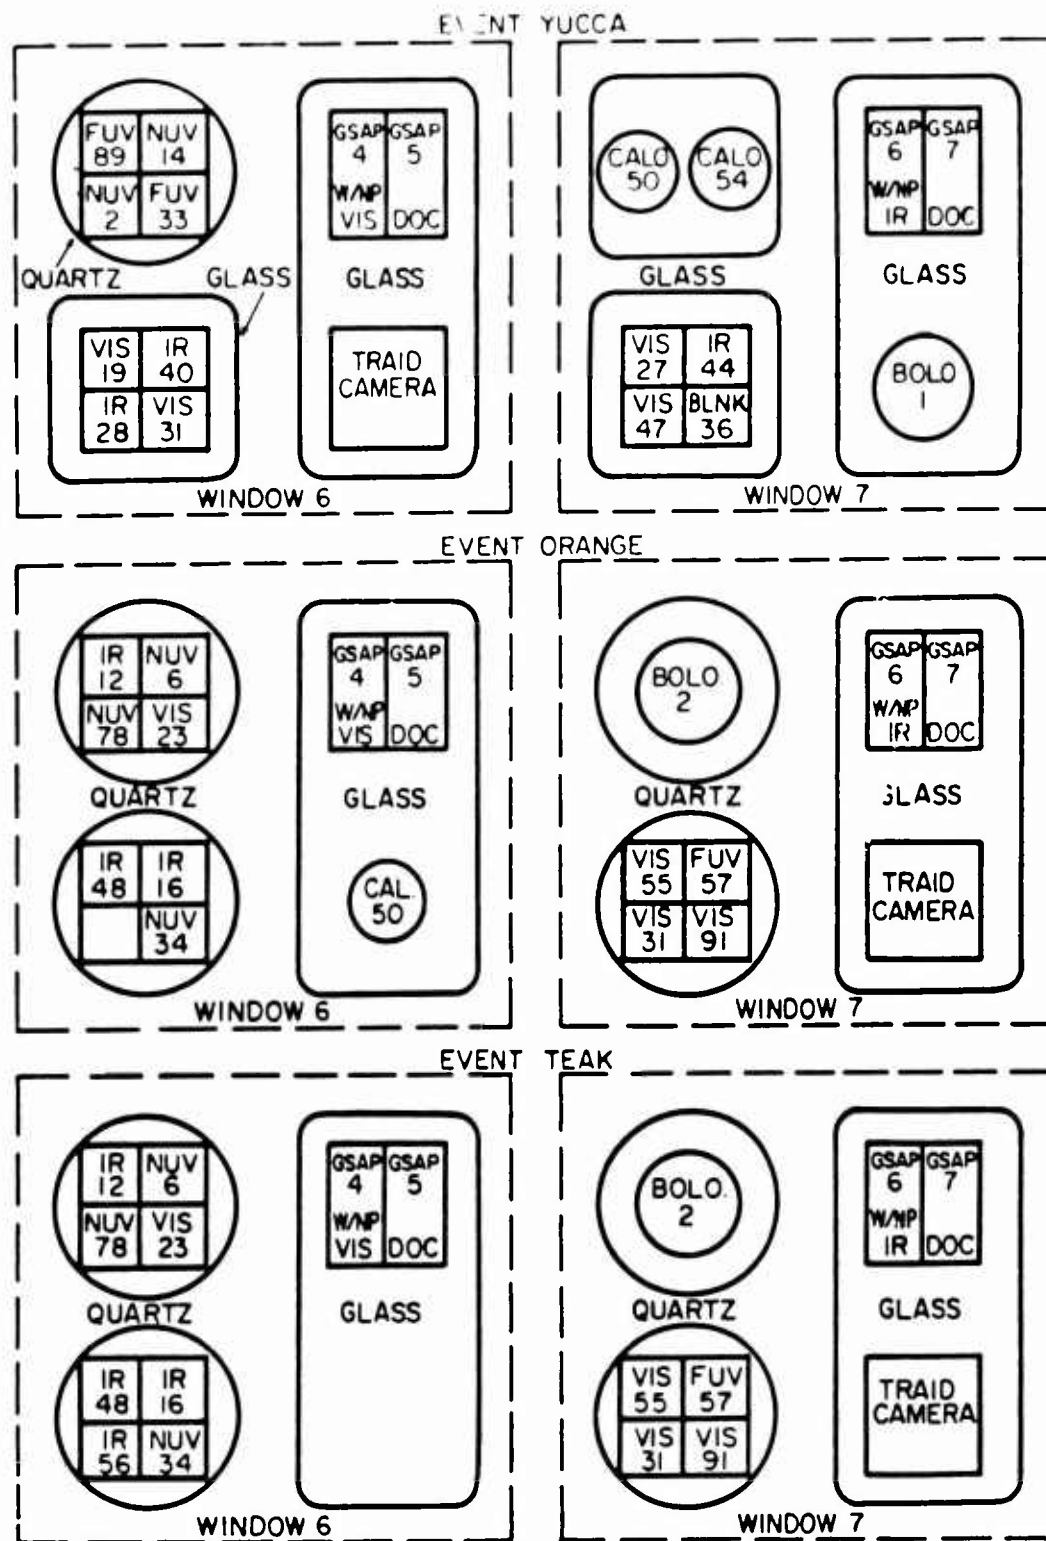 EVENT YUCCA
FUV NUV
89 14
NUV FUV
2 33
QUARTZ
GLASS
VIS IR
19 40
IR VIS
28 31
GSAP GSAP
4 5
W/NP
VIS DOC
GLASS
TRAID
CAMERA
WINDOW 6
CALO CALO
50 54
GLASS
VIS IR
27 44
VIS BLNK
47 36
GSAP GSAP
6 7
W/NP
IR DOC
GLASS
BOLO
1
WINDOW 7
EVENT ORANGE
IR NUV
12 6
NUV VIS
78 23
QUARTZ
IR IR
48 16
NUV
34
GSAP GSAP
4 5
W/NP
VIS DOC
GLASS
CAL.
50
WINDOW 6
BOLO
2
QUARTZ
VIS FUV
55 57
VIS VIS
31 91
GSAP GSAP
6 7
W/NP
IR DOC
GLASS
TRAID
CAMERA
WINDOW 7
EVENT TEAK
IR NUV
12 6
NUV VIS
78 23
QUARTZ
IR IR
48 16
IR NUV
56 34
GSAP GSAP
4 5
W/NP
VIS DOC
GLASS
WINDOW 6
BOLO.
2
QUARTZ
VIS FUV
55 57
VIS VIS
31 91
GSAP GSAP
6 7
W/NP
IR DOC
GLASS
TRAID
CAMERA
WINDOW 7